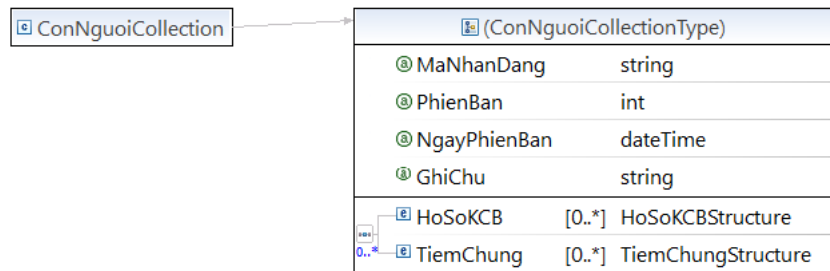 ConNguoiCollection
(ConNguoiCollectionType)
MaNhanDang string
PhienBan int
NgayPhienBan dateTime
GhiChu string
HoSoKCB [0..*] HoSoKCBStructure
0..*
TiemChung [0..*] TiemChungStructure